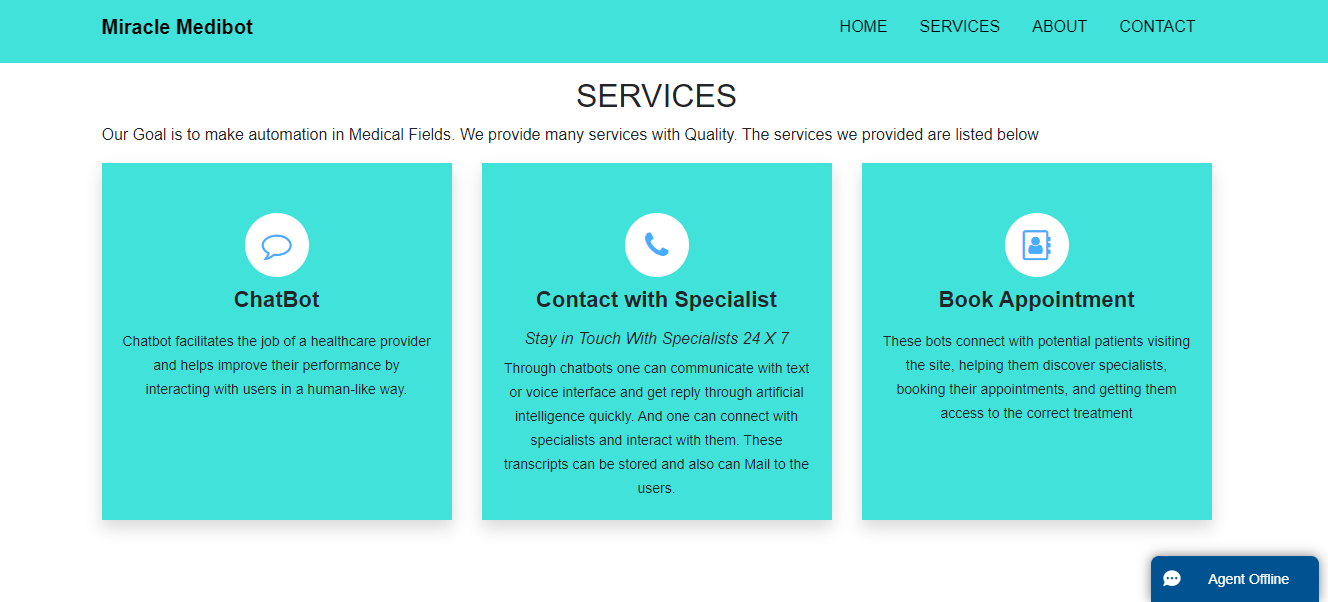 Miracle Medibot
HOME SERVICES ABOUT CONTACT
SERVICES
Our Goal is to make automation in Medical Fields. We provide many services with Quality. The services we provided are listed below
ChatBot
Chatbot facilitates the job of a healthcare provider
and helps improve their performance by
interacting with users in a human-like way.
Contact with Specialist
Stay in Touch With Specialists 24 X 7
Through chatbots one can communicate with text
or voice interface and get reply through artificial
intelligence quickly. And one can connect with
specialists and interact with them. These
transcripts can be stored and also can Mail to the
users.
Book Appointment
These bots connect with potential patients visiting
the site, helping them discover specialists,
booking their appointments, and getting them
access to the correct treatment
Agent Offline